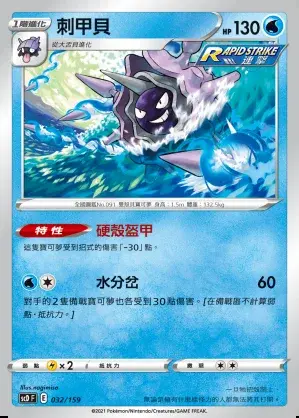 1階進化
刺甲貝
HP 130
從大舌貝進化
RAPID STRIKE
連擊
全國圖鑑No.091 雙殼貝寶可夢 身高：1.5m 體重：132.5kg
特性 硬殼盔甲
這隻寶可夢受到招式的傷害「-30」點。
水分岔 60
對手的2隻備戰寶可夢也各受到30點傷害。[在備戰區不計算弱
點、抵抗力。]
弱點 ×2 抵抗力 撤退
Illus.nagimiso
scD F E 032/159
©2021 Pokémon/Nintendo/Creatures/GAME FREAK.